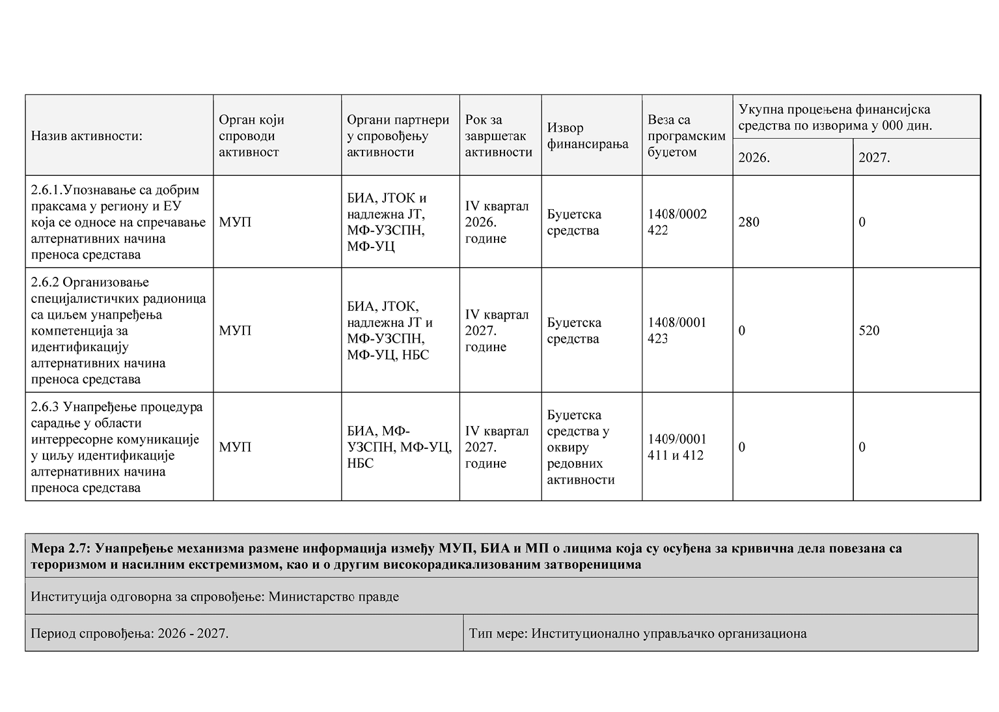 Назив активности:
Орган који
спроводи
активност
Органи партнери
у спровођењу
активности
Рок за
завршетак
активности
Извор
финансирања
Веза са
програмским
буџетом
Укупна процењена финансијска
средства по изворима у 000 дин.
2026.
2027.
2.6.1.Упознавање са добрим
праксама у региону и ЕУ
која се односе на спречавање
алтернативних начина
преноса средстава
МУП
БИА, ЈТОК и
надлежна ЈТ,
МФ-УЗСПН,
МФ-УЦ
IV квартал
2026.
године
Буџетска
средства
1408/0002
422
280
0
2.6.2 Организовање
специјалистичких радионица
са циљем унапређења
компетенција за
идентификацију
алтернативних начина
преноса средстава
МУП
БИА, ЈТОК,
надлежна ЈТ и
МФ-УЗСПН,
МФ-УЦ, НБС
IV квартал
2027.
године
Буџетска
средства
1408/0001
423
0
520
2.6.3 Унапређење процедура
сарадње у области
интерресорне комуникације
у циљу идентификације
алтернативних начина
преноса средстава
МУП
БИА, МФ-
УЗСПН, МФ-УЦ,
НБС
IV квартал
2027.
године
Буџетска
средства у
оквиру
редовних
активности
1409/0001
411 и 412
0
0
Мера 2.7: Унапређење механизма размене информација између МУП, БИА и МП о лицима која су осуђена за кривична дела повезана са
тероризмом и насилним екстремизмом, као и о другим високорадикализованим затвореницима
Институција одговорна за спровођење: Министарство правде
Период спровођења: 2026 - 2027.
Тип мере: Институционално управљачко организациона